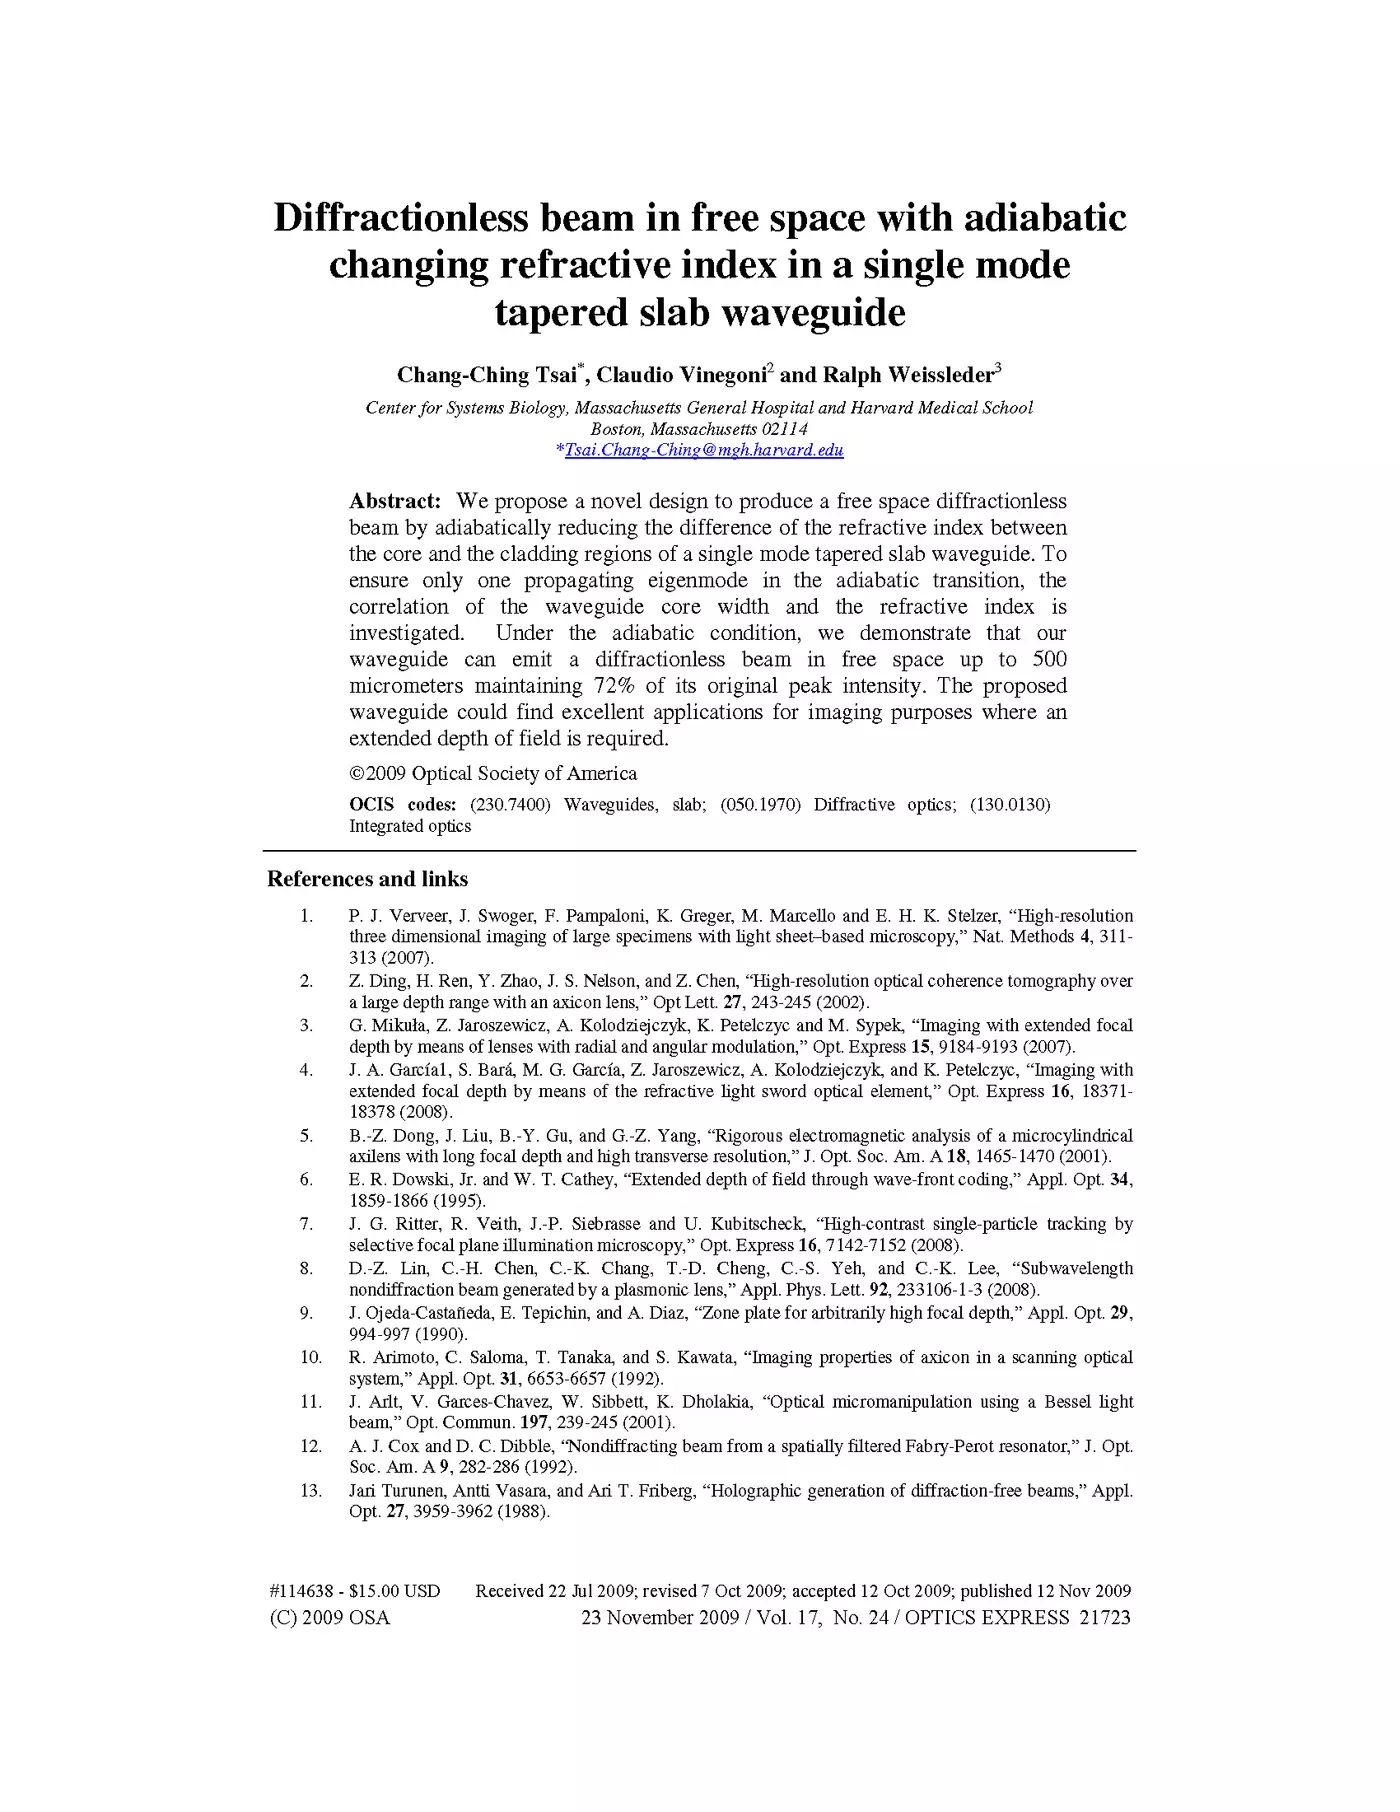 Diffractionless beam in free space with adiabatic
changing refractive index in a single mode
tapered slab waveguide
Chang-Ching Tsai*, Claudio Vinegoni2 and Ralph Weissleder3
Center for Systems Biology, Massachusetts General Hospital and Harvard Medical School
Boston, Massachusetts 02114
*Tsai.Chang-Ching@mgh.harvard.edu
Abstract: We propose a novel design to produce a free space diffractionless
beam by adiabatically reducing the difference of the refractive index between
the core and the cladding regions of a single mode tapered slab waveguide. To
ensure only one propagating eigenmode in the adiabatic transition, the
correlation of the waveguide core width and the refractive index is
investigated. Under the adiabatic condition, we demonstrate that our
waveguide can emit a diffractionless beam in free space up to 500
micrometers maintaining 72% of its original peak intensity. The proposed
waveguide could find excellent applications for imaging purposes where an
extended depth of field is required.
©2009 Optical Society of America
OCIS codes: (230.7400) Waveguides, slab; (050.1970) Diffractive optics; (130.0130)
Integrated optics
References and links
1. P. J. Verveer, J. Swoger, F. Pampaloni, K. Greger, M. Marcello and E. H. K. Stelzer, “High-resolution
three dimensional imaging of large specimens with light sheet–based microscopy,” Nat. Methods 4, 311-
313 (2007).
2. Z. Ding, H. Ren, Y. Zhao, J. S. Nelson, and Z. Chen, “High-resolution optical coherence tomography over
a large depth range with an axicon lens,” Opt Lett. 27, 243-245 (2002).
3. G. Mikuła, Z. Jaroszewicz, A. Kolodziejczyk, K. Petelczyc and M. Sypek, “Imaging with extended focal
depth by means of lenses with radial and angular modulation,” Opt. Express 15, 9184-9193 (2007).
4. J. A. García1, S. Bará, M. G. García, Z. Jaroszewicz, A. Kolodziejczyk, and K. Petelczyc, “Imaging with
extended focal depth by means of the refractive light sword optical element,” Opt. Express 16, 18371-
18378 (2008).
5. B.-Z. Dong, J. Liu, B.-Y. Gu, and G.-Z. Yang, “Rigorous electromagnetic analysis of a microcylindrical
axilens with long focal depth and high transverse resolution,” J. Opt. Soc. Am. A 18, 1465-1470 (2001).
6. E. R. Dowski, Jr. and W. T. Cathey, “Extended depth of field through wave-front coding,” Appl. Opt. 34,
1859-1866 (1995).
7. J. G. Ritter, R. Veith, J.-P. Siebrasse and U. Kubitscheck, “High-contrast single-particle tracking by
selective focal plane illumination microscopy,” Opt. Express 16, 7142-7152 (2008).
8. D.-Z. Lin, C.-H. Chen, C.-K. Chang, T.-D. Cheng, C.-S. Yeh, and C.-K. Lee, “Subwavelength
nondiffraction beam generated by a plasmonic lens,” Appl. Phys. Lett. 92, 233106-1-3 (2008).
9. J. Ojeda-Castañeda, E. Tepichin, and A. Diaz, “Zone plate for arbitrarily high focal depth,” Appl. Opt. 29,
994-997 (1990).
10. R. Arimoto, C. Saloma, T. Tanaka, and S. Kawata, “Imaging properties of axicon in a scanning optical
system,” Appl. Opt. 31, 6653-6657 (1992).
11. J. Arlt, V. Garces-Chavez, W. Sibbett, K. Dholakia, “Optical micromanipulation using a Bessel light
beam,” Opt. Commun. 197, 239-245 (2001).
12. A. J. Cox and D. C. Dibble, “Nondiffracting beam from a spatially filtered Fabry-Perot resonator,” J. Opt.
Soc. Am. A 9, 282-286 (1992).
13. Jari Turunen, Antti Vasara, and Ari T. Friberg, “Holographic generation of diffraction-free beams,” Appl.
Opt. 27, 3959-3962 (1988).
#114638 - $15.00 USD Received 22 Jul 2009; revised 7 Oct 2009; accepted 12 Oct 2009; published 12 Nov 2009
(C) 2009 OSA 23 November 2009 / Vol. 17, No. 24 / OPTICS EXPRESS 21723